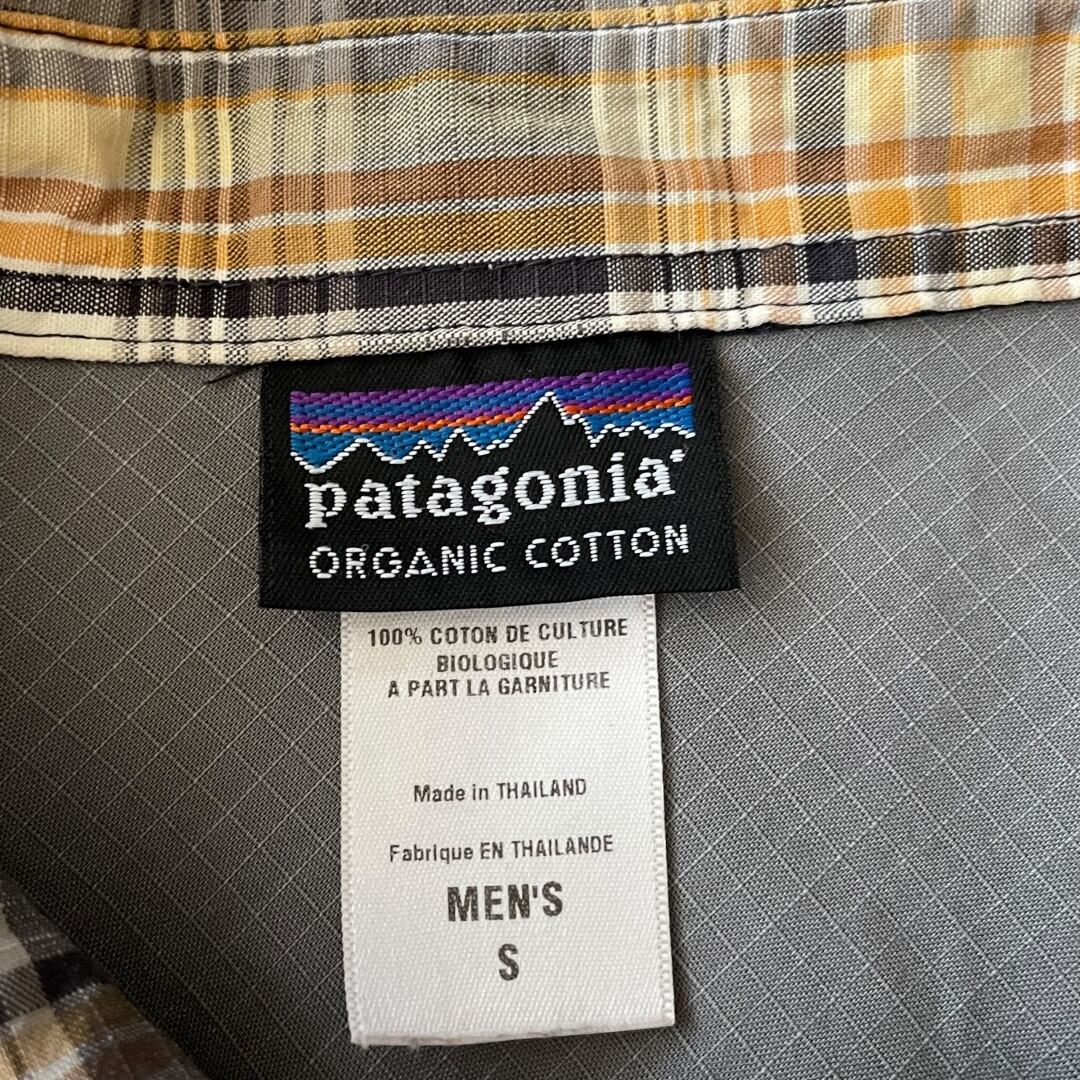 patagonia
ORGANIC COTTON
100% COTON DE CULTURE
BIOLOGIQUE
A PART LA GARNITURE
Made in THAILAND
Fabrique EN THAILANDE
MEN'S
S